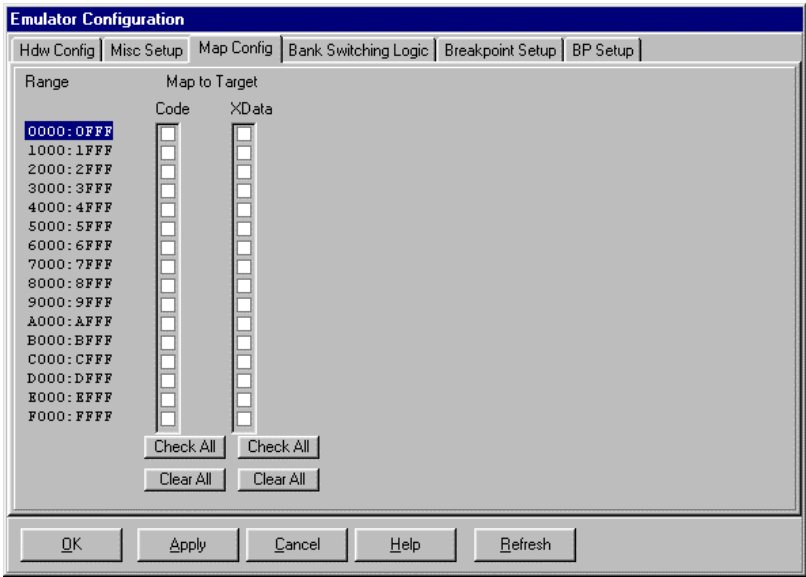 Emulator Configuration
Hdw Config Misc Setup Map Config Bank Switching Logic Breakpoint Setup BP Setup
Range Map to Target
Code XData
0000:0FFF
1000:1FFF
2000:2FFF
3000:3FFF
4000:4FFF
5000:5FFF
6000:6FFF
7000:7FFF
8000:8FFF
9000:9FFF
A000:AFFF
B000:BFFF
C000:CFFF
D000:DFFF
E000:EFFF
F000:FFFF
Check All Check All
Clear All Clear All
OK Apply Cancel Help Refresh